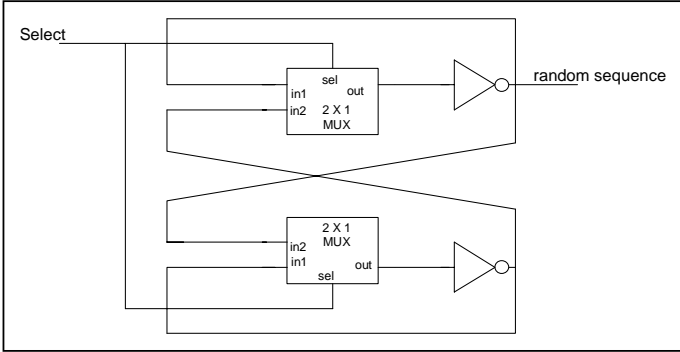 Select
sel
out
in1
in2
2 X 1
MUX
random sequence
2 X 1
MUX
in2
in1
out
sel